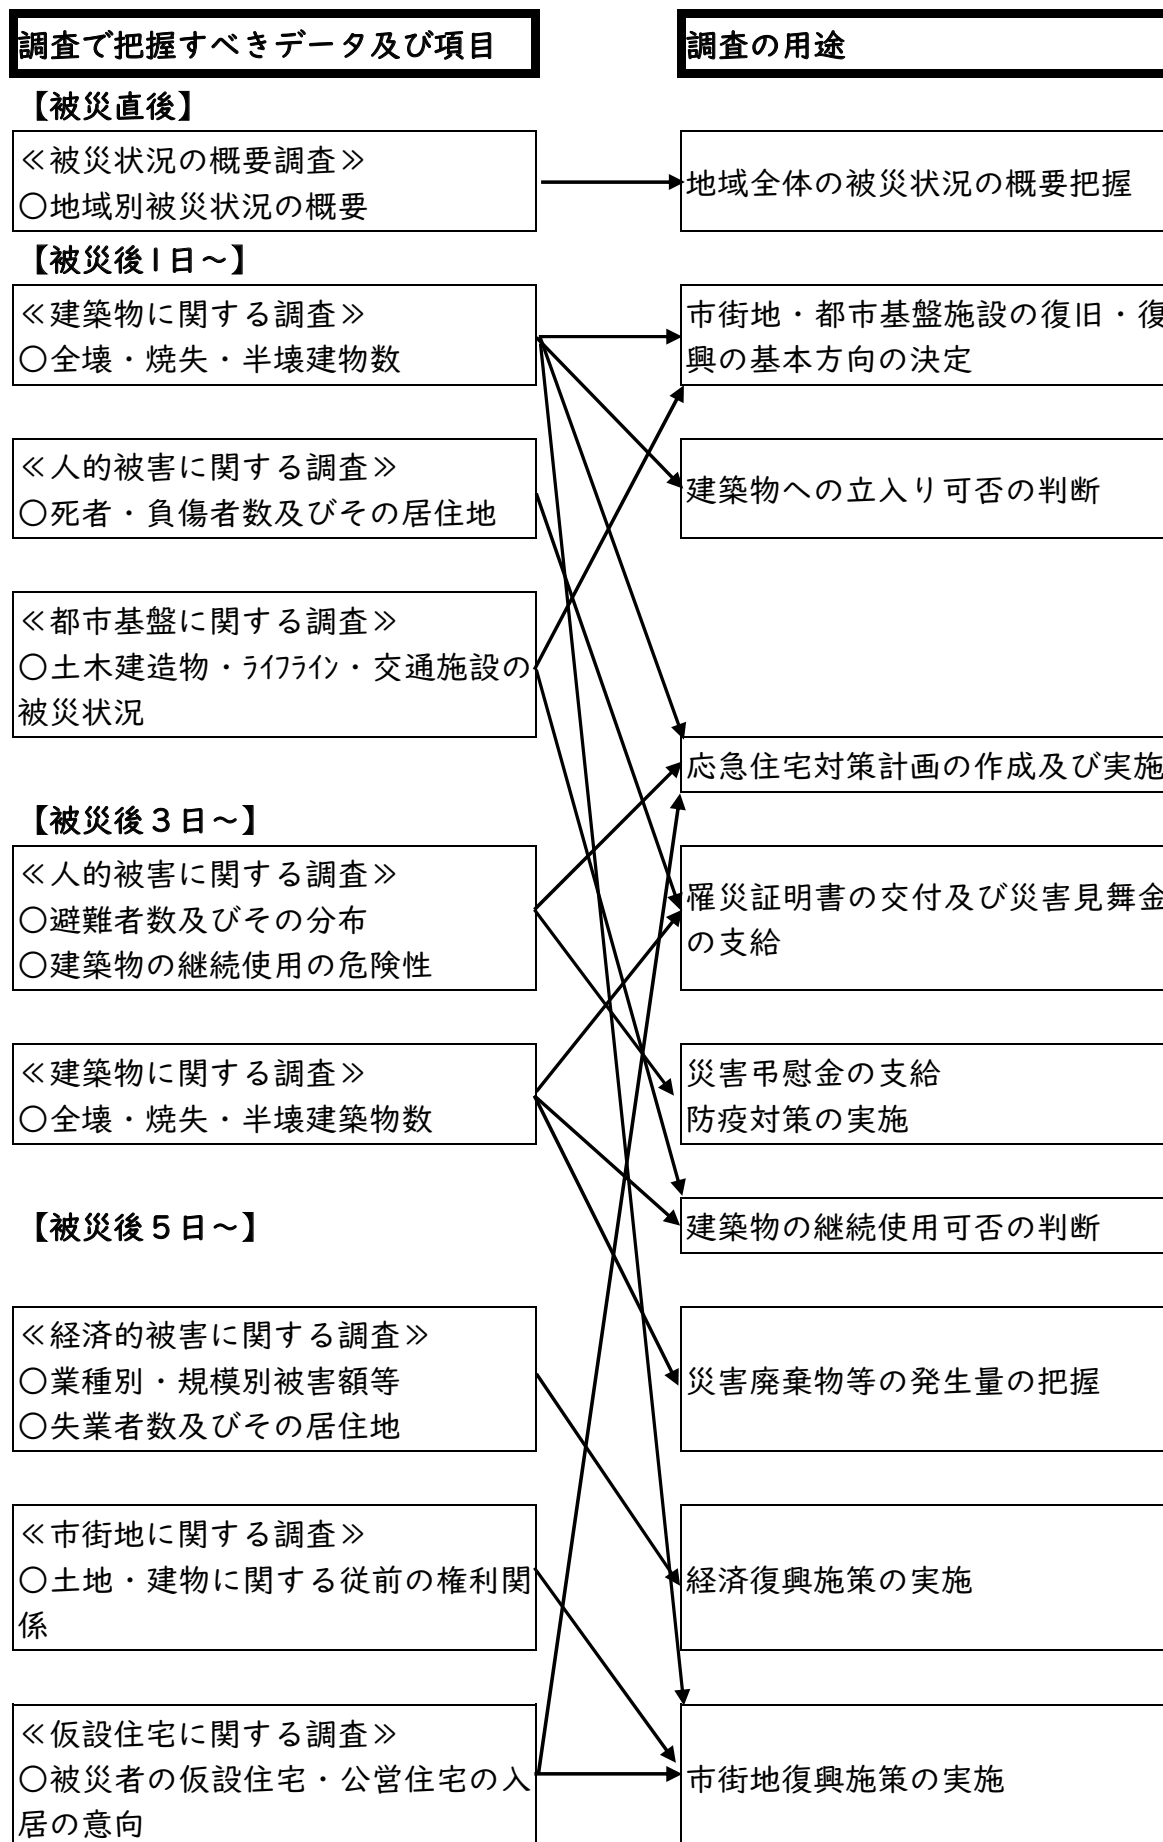 調査で把握すべきデータ及び項目
調査の用途
【被災直後】
≪被災状況の概要調査≫
○地域別被災状況の概要
地域全体の被災状況の概要把握
【被災後1日~】
≪建築物に関する調査≫
○全壊・焼失・半壊建物数
市街地・都市基盤施設の復旧・復
興の基本方向の決定
≪人的被害に関する調査≫
○死者・負傷者数及びその居住地
建築物への立入り可否の判断
≪都市基盤に関する調査≫
○土木建造物・ﾗｲﾌﾗｲﾝ・交通施設の
被災状況
応急住宅対策計画の作成及び実施
【被災後3日~】
≪人的被害に関する調査≫
○避難者数及びその分布
○建築物の継続使用の危険性
罹災証明書の交付及び災害見舞金
の支給
≪建築物に関する調査≫
○全壊・焼失・半壊建築物数
災害弔慰金の支給
防疫対策の実施
【被災後5日~】
建築物の継続使用可否の判断
≪経済的被害に関する調査≫
○業種別・規模別被害額等
○失業者数及びその居住地
災害廃棄物等の発生量の把握
≪市街地に関する調査≫
○土地・建物に関する従前の権利関
係
経済復興施策の実施
≪仮設住宅に関する調査≫
○被災者の仮設住宅・公営住宅の入
居の意向
市街地復興施策の実施